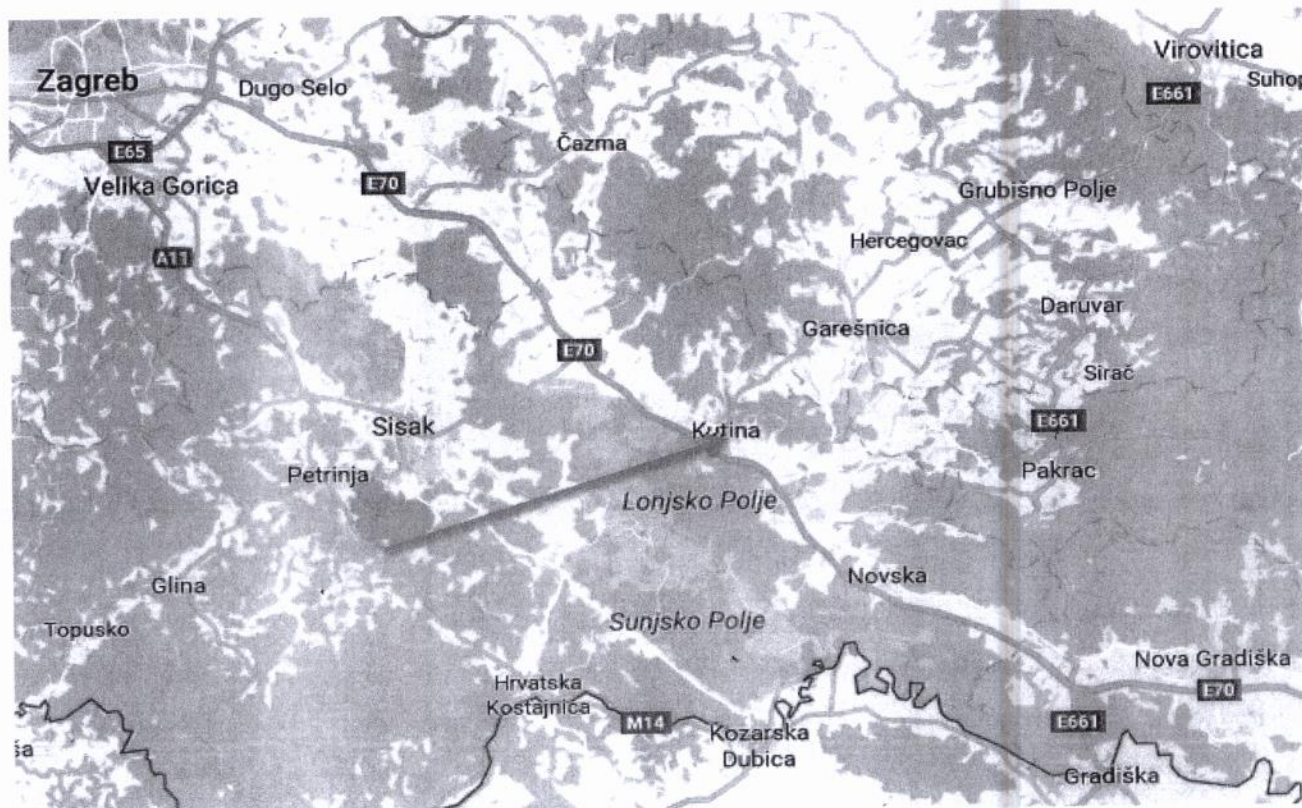 Virovitica
Zagreb
Dugo Selo
E661
E65
Čazma
E70
Velika Gorica
Grubišno Polje
Hercegovac
A11
Daruvar
Garešnica
E70
Sirač
Sisak
Kutina
E661
Petrinja
Pakrac
Lonjsko Polje
Glina
Novska
Topusko
Sunjsko Polje
Nova Gradiška
Hrvatska
Kostajnica
E70
M14
E661
Kozarska
Dubica
Gradiška